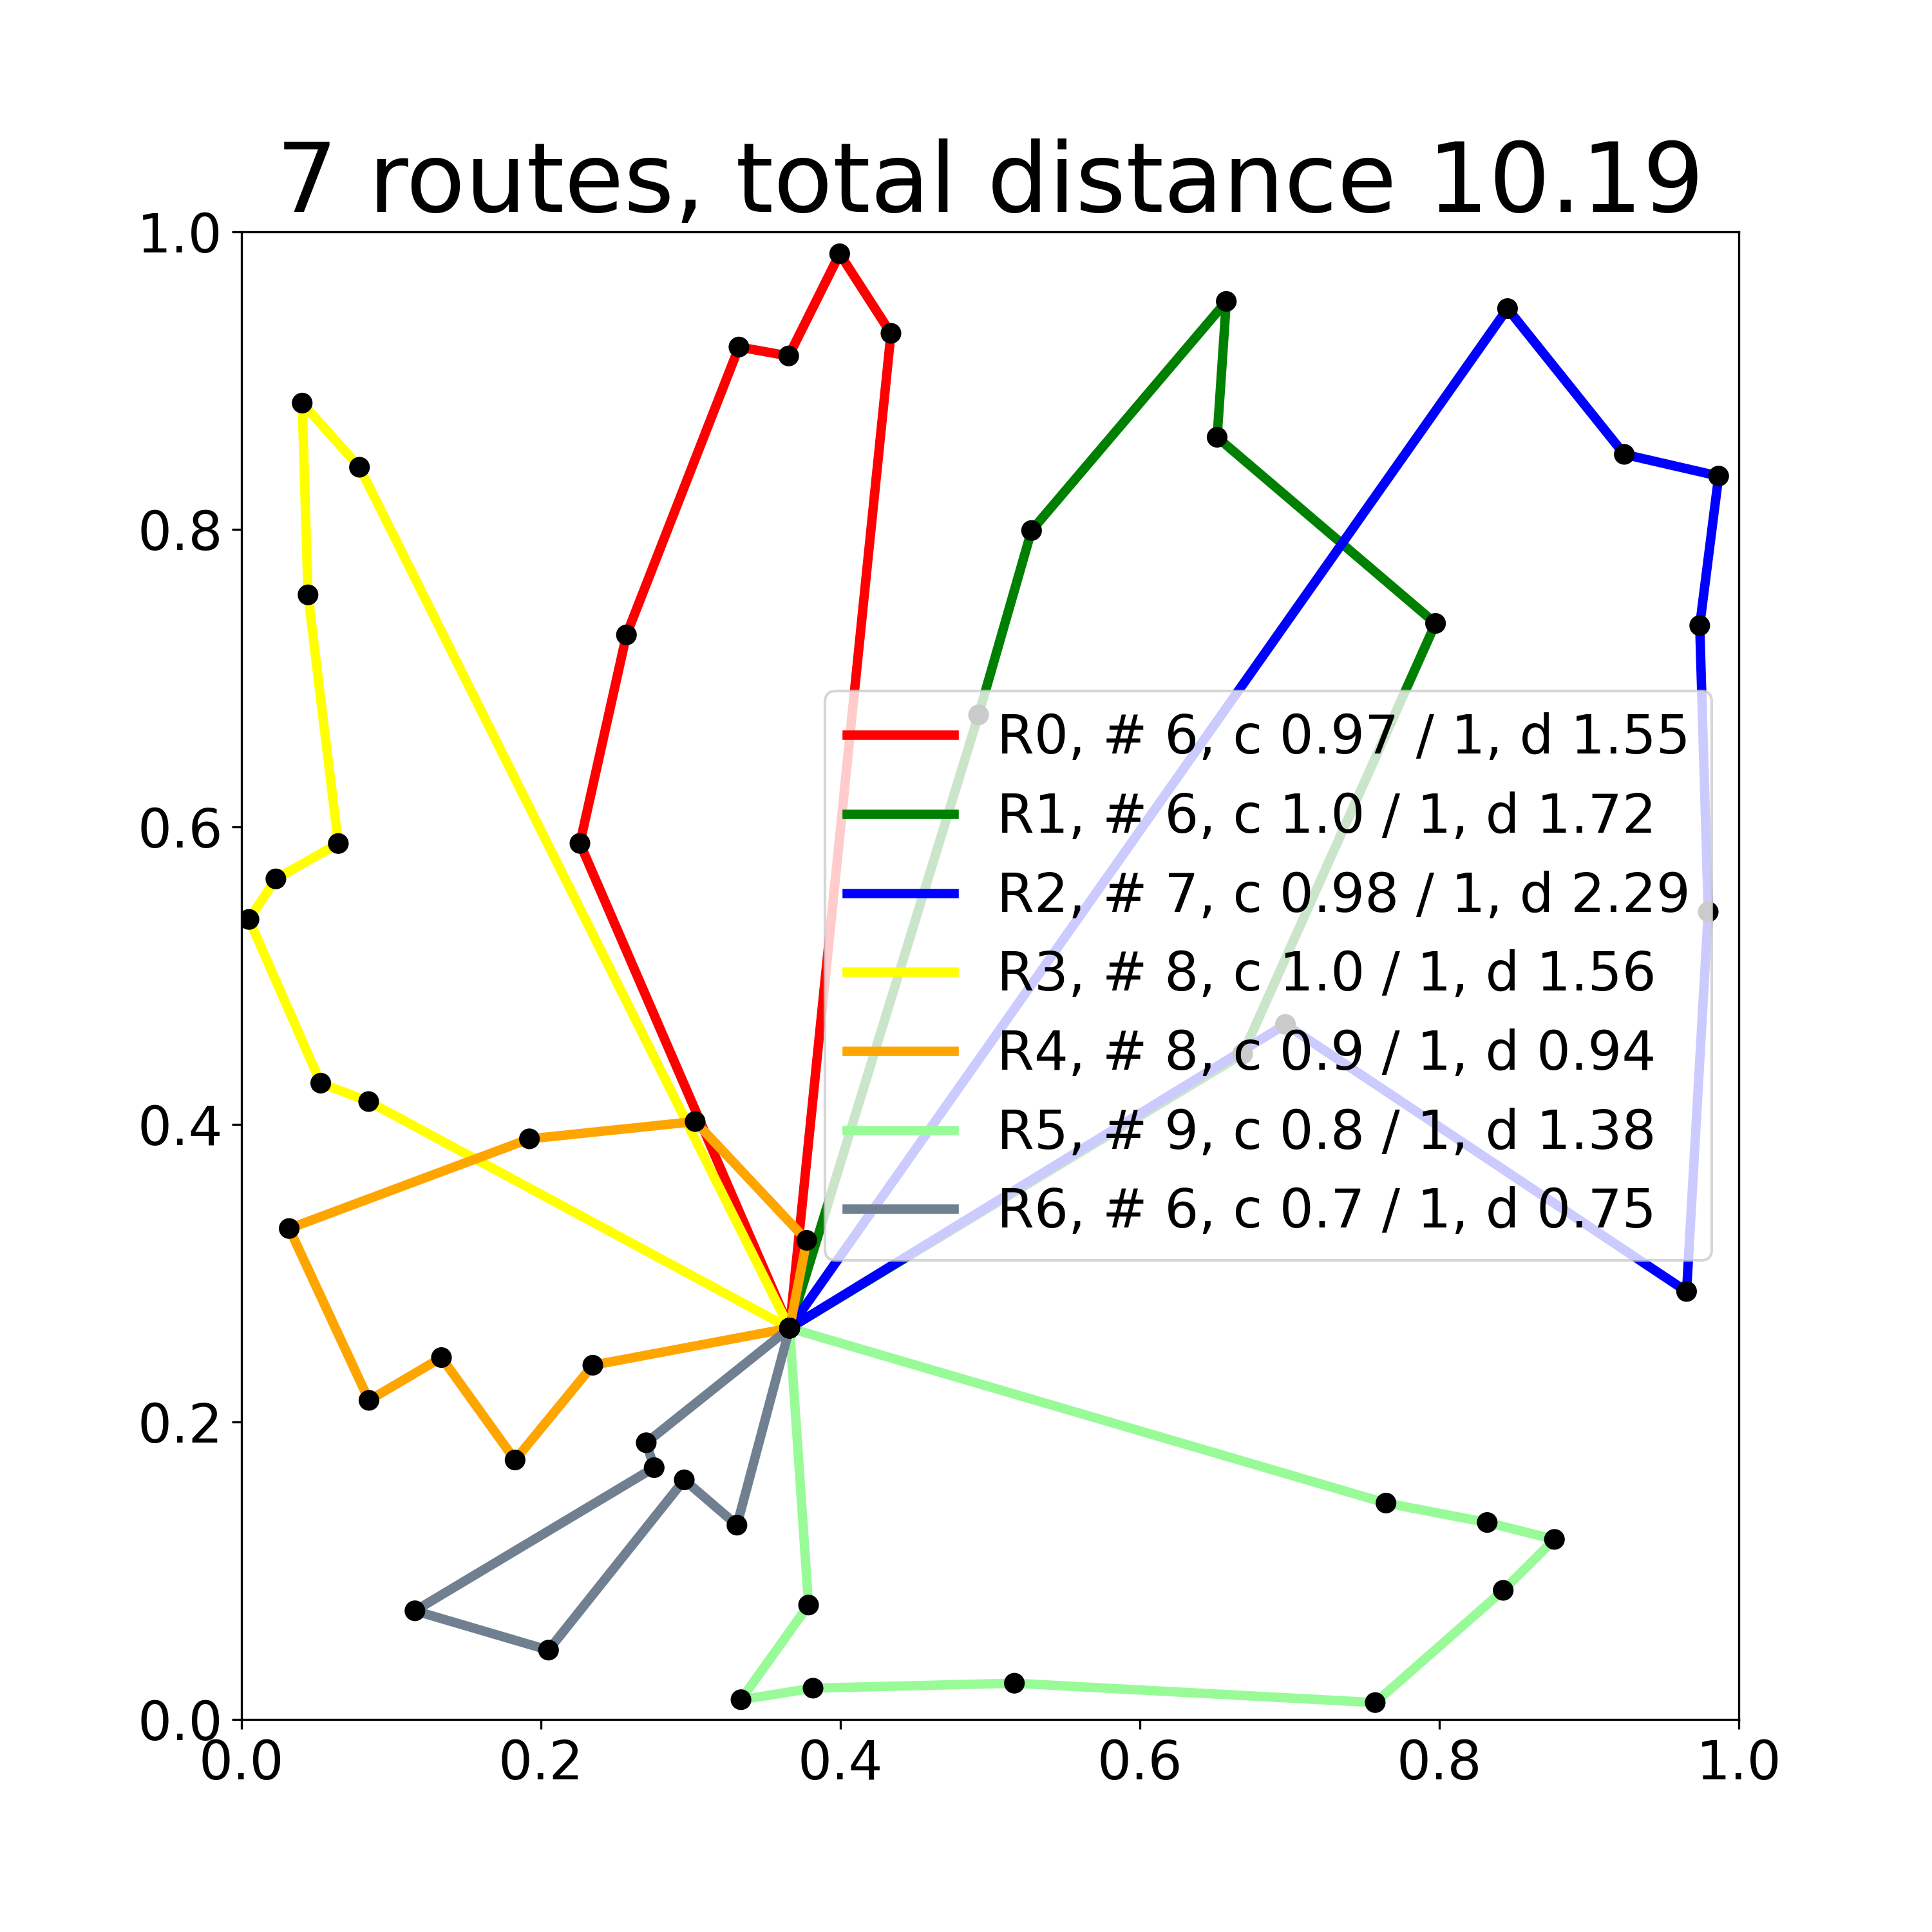 7 routes, total distance 10.19
1.0
0.8
0.6
0.4
0.2
0.0
R0, # 6, c 0.97 / 1, d 1.55
R1, # 6, c 1.0 / 1, d 1.72
R2, # 7, c 0.98 / 1, d 2.29
R3, # 8, c 1.0 / 1, d 1.56
R4, # 8, c 0.9 / 1, d 0.94
R5, # 9, c 0.8 / 1, d 1.38
R6, # 6, c 0.7 / 1, d 0.75
0.0 0.2 0.4 0.6 0.8 1.0